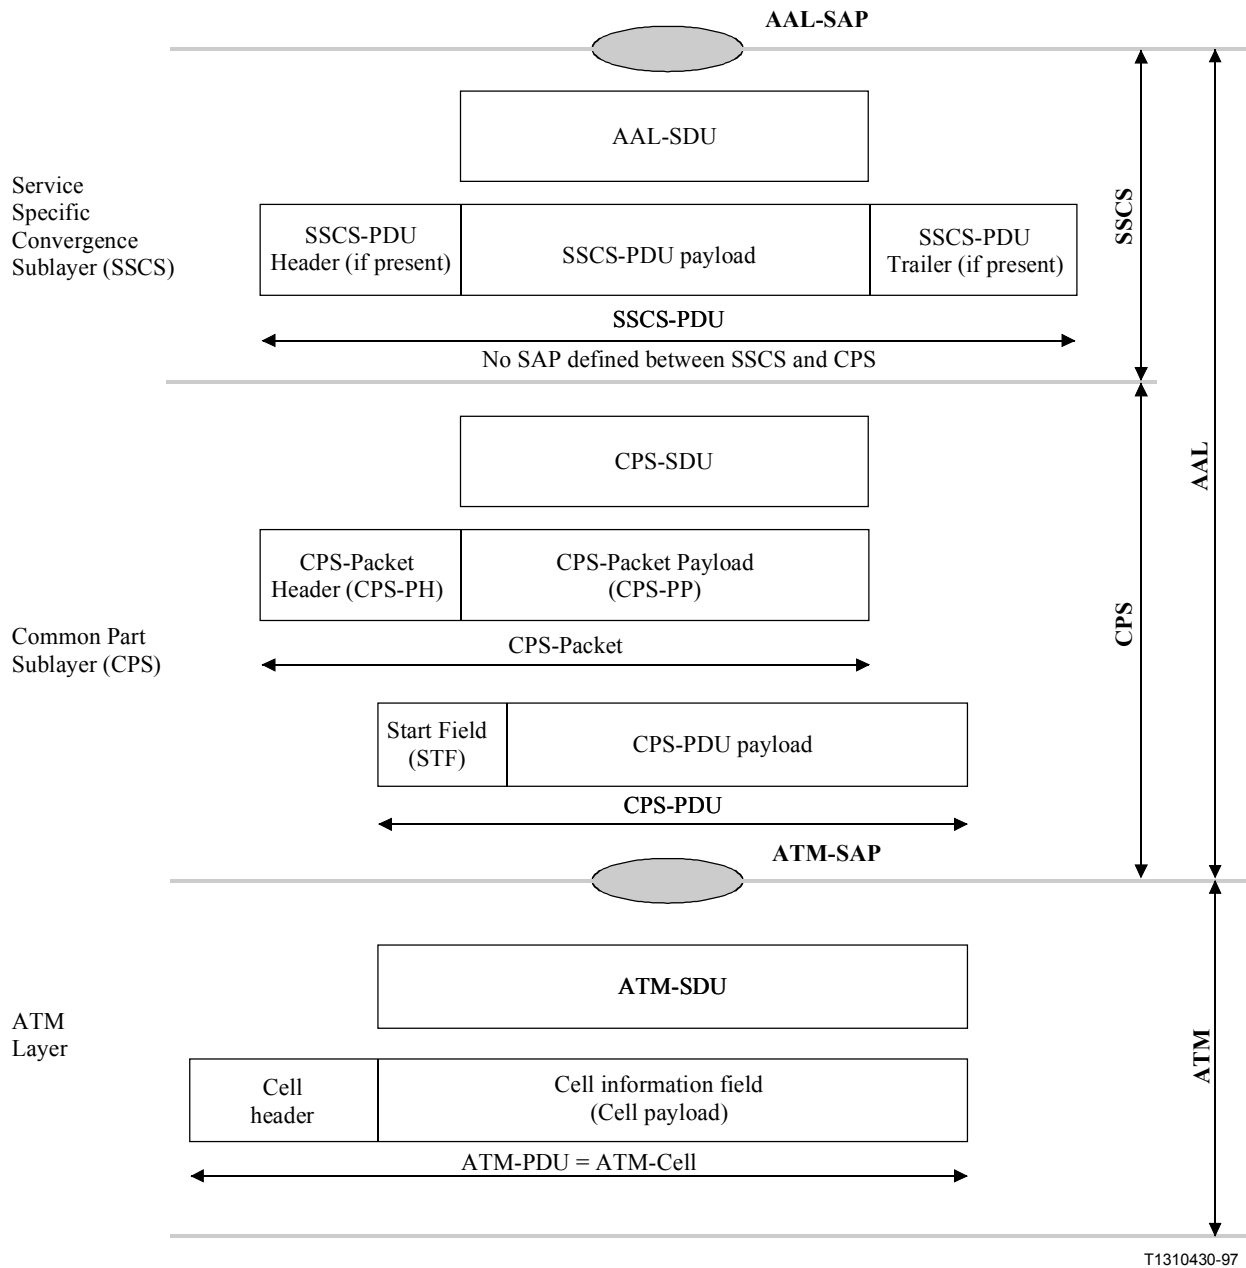 AAL-SAP
AAL-SDU
Service
Specific
Convergence
Sublayer (SSCS)
SSCS-PDU
Header (if present)
SSCS-PDU payload
SSCS-PDU
Trailer (if present)
SSCS
SSCS-PDU
No SAP defined between SSCS and CPS
CPS-SDU
AAL
CPS-Packet
Header (CPS-PH)
CPS-Packet Payload
(CPS-PP)
CPS
Common Part
Sublayer (CPS)
CPS-Packet
Start Field
(STF)
CPS-PDU payload
CPS-PDU
ATM-SAP
ATM-SDU
ATM
Layer
ATM
Cell
header
Cell information field
(Cell payload)
ATM-PDU = ATM-Cell
T1310430-97